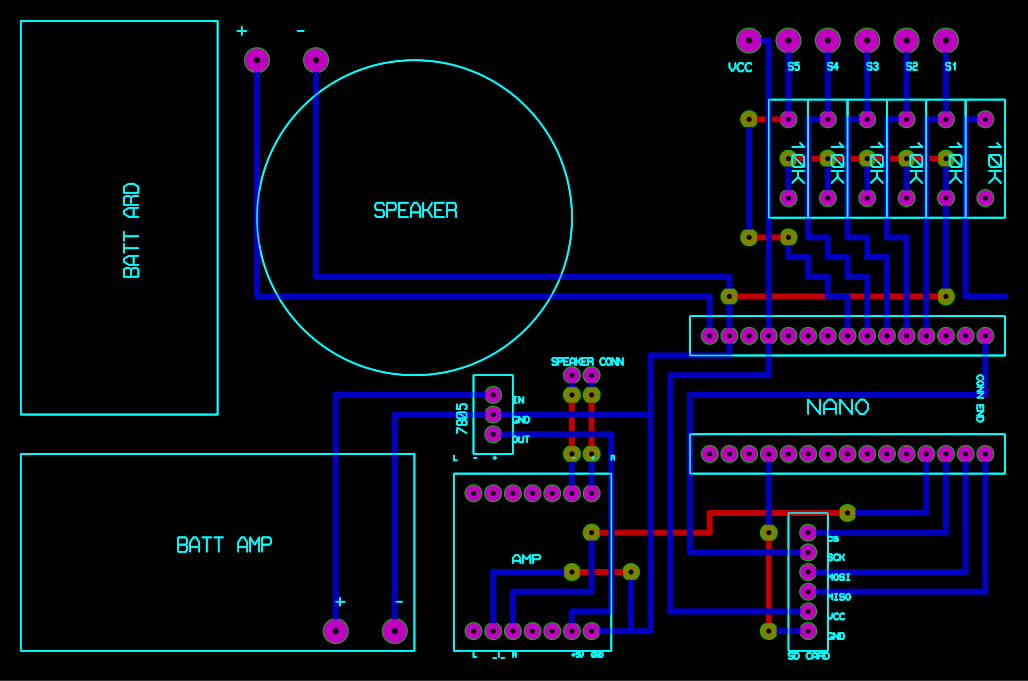 + -
VCC S5 S4 S3 S2 S1
10K 10K 10K 10K 10K 10K
BATT ARD
SPEAKER
SPEAKER CONN
CONN END
7805
IN
GND
OUT
NANO
L - + - + R
BATT AMP
AMP
CS
SCK
MOSI
MISO
VCC
GND
+ -
L -|- R +5V GND
SD CARD